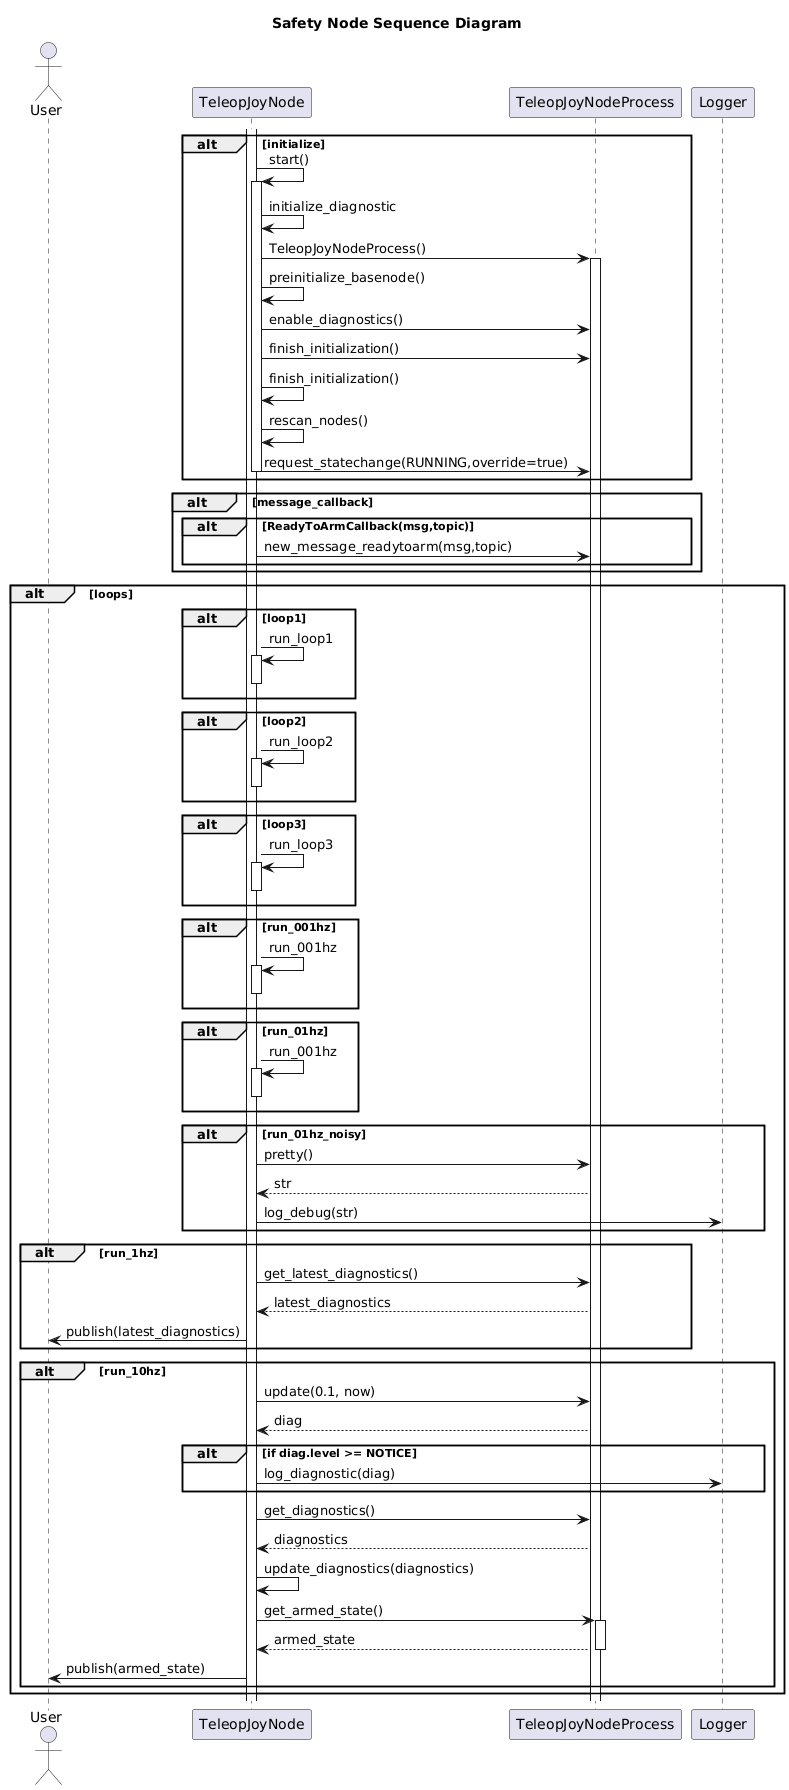 Safety Node Sequence Diagram
User
TeleopJoyNode
TeleopJoyNodeProcess
Logger
alt [initialize]
start()
initialize_diagnostic
TeleopJoyNodeProcess()
preinitialize_basenode()
enable_diagnostics()
finish_initialization()
finish_initialization()
rescan_nodes()
request_statechange(RUNNING,override=true)
alt [message_callback]
alt [ReadyToArmCallback(msg,topic)]
new_message_readytoarm(msg,topic)
alt [loops]
alt [loop1]
run_loop1
alt [loop2]
run_loop2
alt [loop3]
run_loop3
alt [run_001hz]
run_001hz
alt [run_01hz]
run_001hz
alt [run_01hz_noisy]
pretty()
str
log_debug(str)
alt [run_1hz]
get_latest_diagnostics()
latest_diagnostics
publish(latest_diagnostics)
alt [run_10hz]
update(0.1, now)
diag
alt [if diag.level >= NOTICE]
log_diagnostic(diag)
get_diagnostics()
diagnostics
update_diagnostics(diagnostics)
get_armed_state()
armed_state
publish(armed_state)
User
TeleopJoyNode
TeleopJoyNodeProcess
Logger